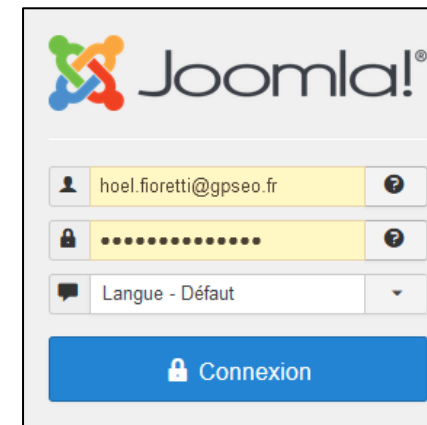 Joomla!®
hoel.fioretti@gpseo.fr
••••••••••••••
Langue - Défaut
Connexion